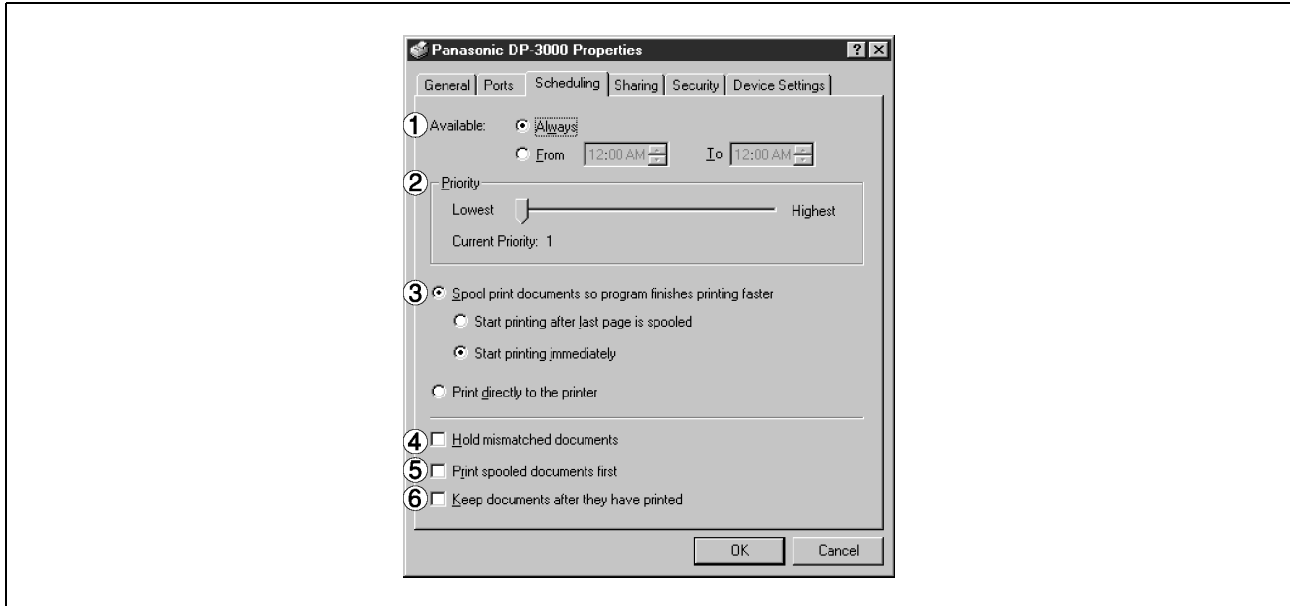 Panasonic DP-3000 Properties
General Ports Scheduling Sharing Security Device Settings
① Available: Always
From 12:00 AM To 12:00 AM
② Priority
Lowest Highest
Current Priority: 1
③ Spool print documents so program finishes printing faster
Start printing after last page is spooled
Start printing immediately
Print directly to the printer
④ Hold mismatched documents
⑤ Print spooled documents first
⑥ Keep documents after they have printed
OK Cancel